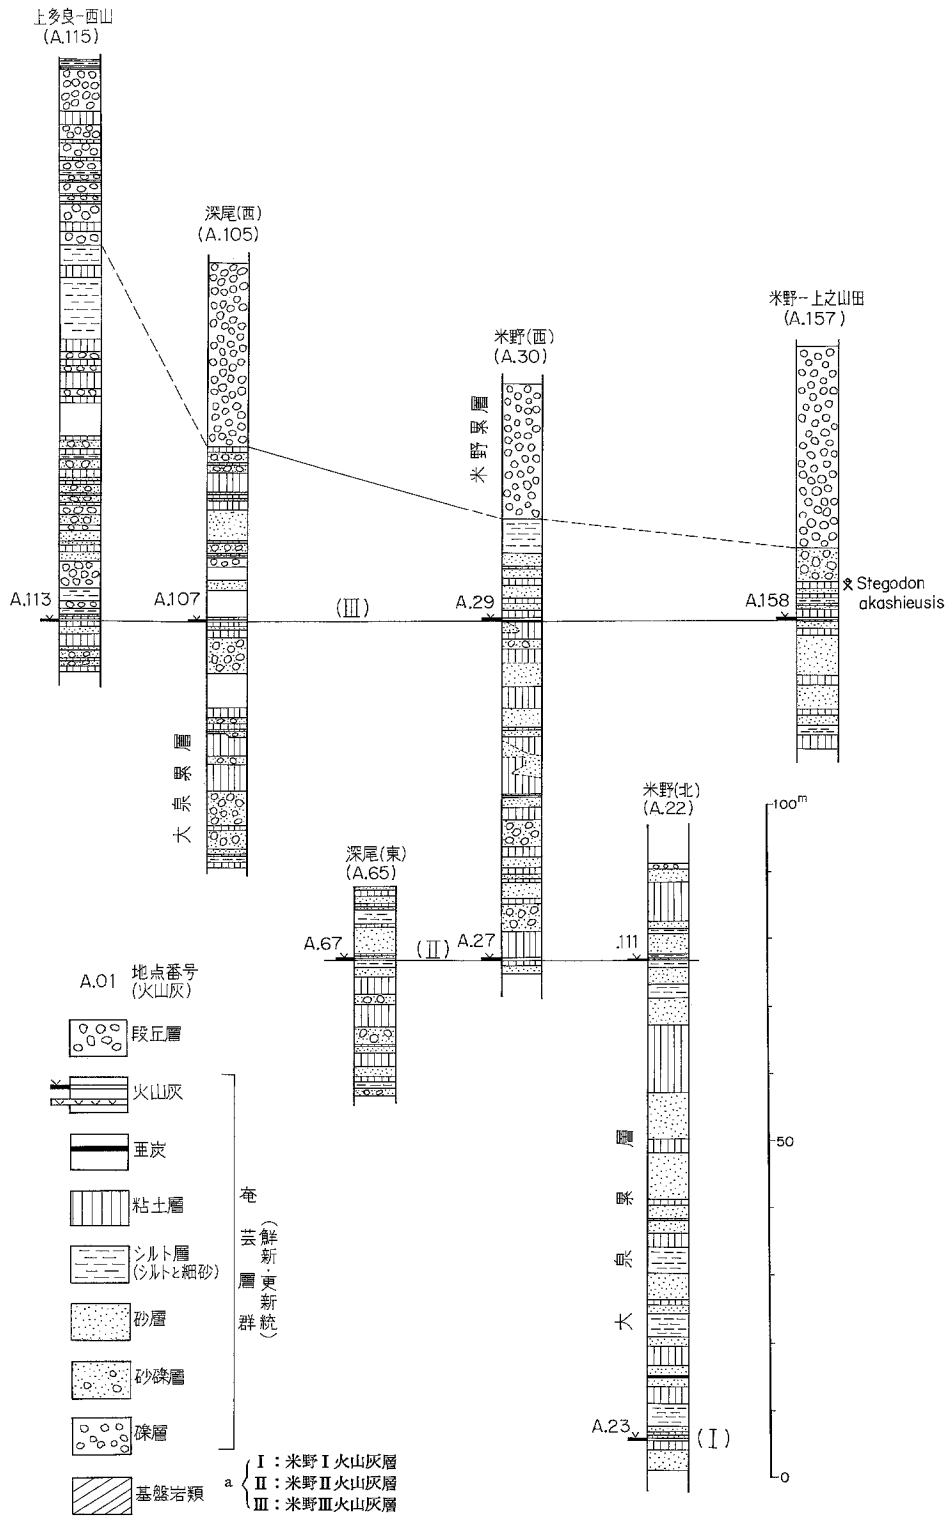 上多良ー西山
(A.115)
深尾(西)
(A.105)
米野ー上之山田
(A.157)
米野(西)
(A.30)
米野累層
Stegodon
akashieusis
A.113
A.107
(III)
A.29
A.158
大泉累層
米野(北)
(A.22)
100m
深尾(東)
(A.65)
A.67
(II)
A.27
.111
A.01 地点番号
(火山灰)
段丘層
火山灰
亜炭
粘土層
シルト層
(シルトと細砂)
砂層
砂礫層
礫層
基盤岩類
奄芸層群
(鮮新・更新統)
50
大泉累層
A.23
(I)
0
a
I：米野I火山灰層
II：米野II火山灰層
III：米野III火山灰層